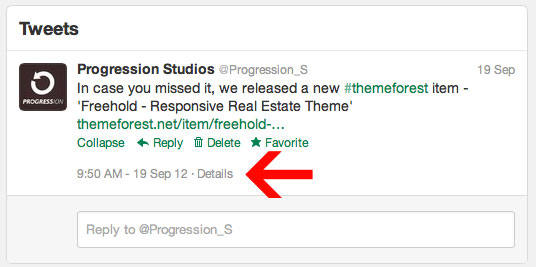 Tweets
Progression Studios @Progression_S 19 Sep
In case you missed it, we released a new #themeforest item -
'Freehold - Responsive Real Estate Theme'
themeforest.net/item/freehold-…
PROGRESSION
Collapse Reply Delete Favorite
9:50 AM - 19 Sep 12 · Details
Reply to @Progression_S